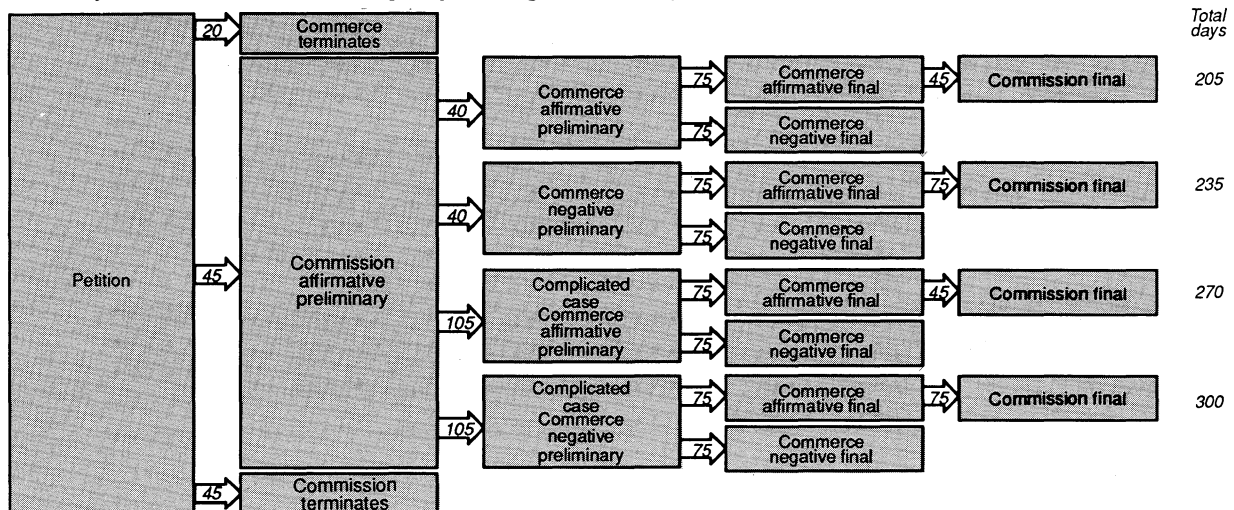 Total
days
20
Commerce
terminates
Petition
45
Commission
affirmative
preliminary
40
Commerce
affirmative
preliminary
75
Commerce
affirmative final
45
Commission final
205
75
Commerce
negative final
40
Commerce
negative
preliminary
75
Commerce
affirmative final
75
Commission final
235
75
Commerce
negative final
105
Complicated
case
Commerce
affirmative
preliminary
75
Commerce
affirmative final
45
Commission final
270
75
Commerce
negative final
105
Complicated
case
Commerce
negative
preliminary
75
Commerce
affirmative final
75
Commission final
300
75
Commerce
negative final
45
Commission
terminates